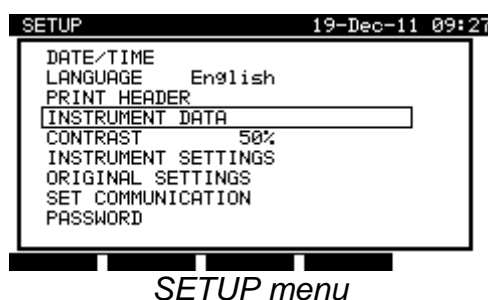 SETUP 19-Dec-11 09:27
DATE/TIME
LANGUAGE English
PRINT HEADER
INSTRUMENT DATA
CONTRAST 50%
INSTRUMENT SETTINGS
ORIGINAL SETTINGS
SET COMMUNICATION
PASSWORD
SETUP menu